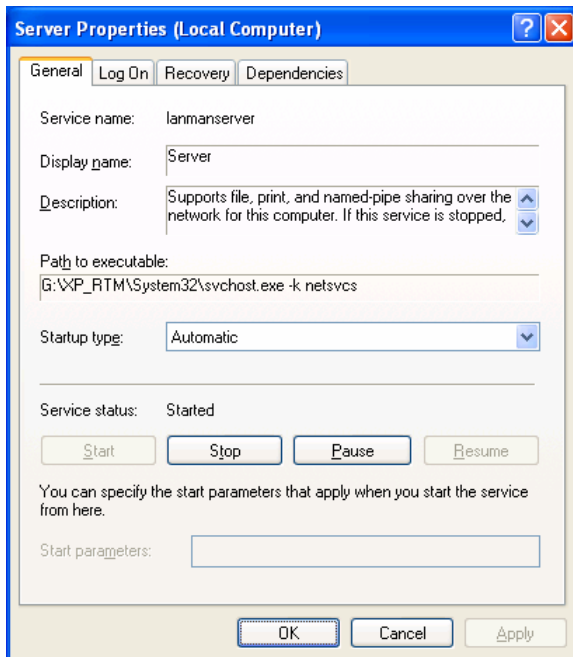 Server Properties (Local Computer)
General Log On Recovery Dependencies
Service name: lanmanserver
Display name: Server
Description: Supports file, print, and named-pipe sharing over the
network for this computer. If this service is stopped,
Path to executable:
G:\XP_RTM\System32\svchost.exe -k netsvcs
Startup type: Automatic
Service status: Started
Start Stop Pause Resume
You can specify the start parameters that apply when you start the service
from here.
Start parameters:
OK Cancel Apply